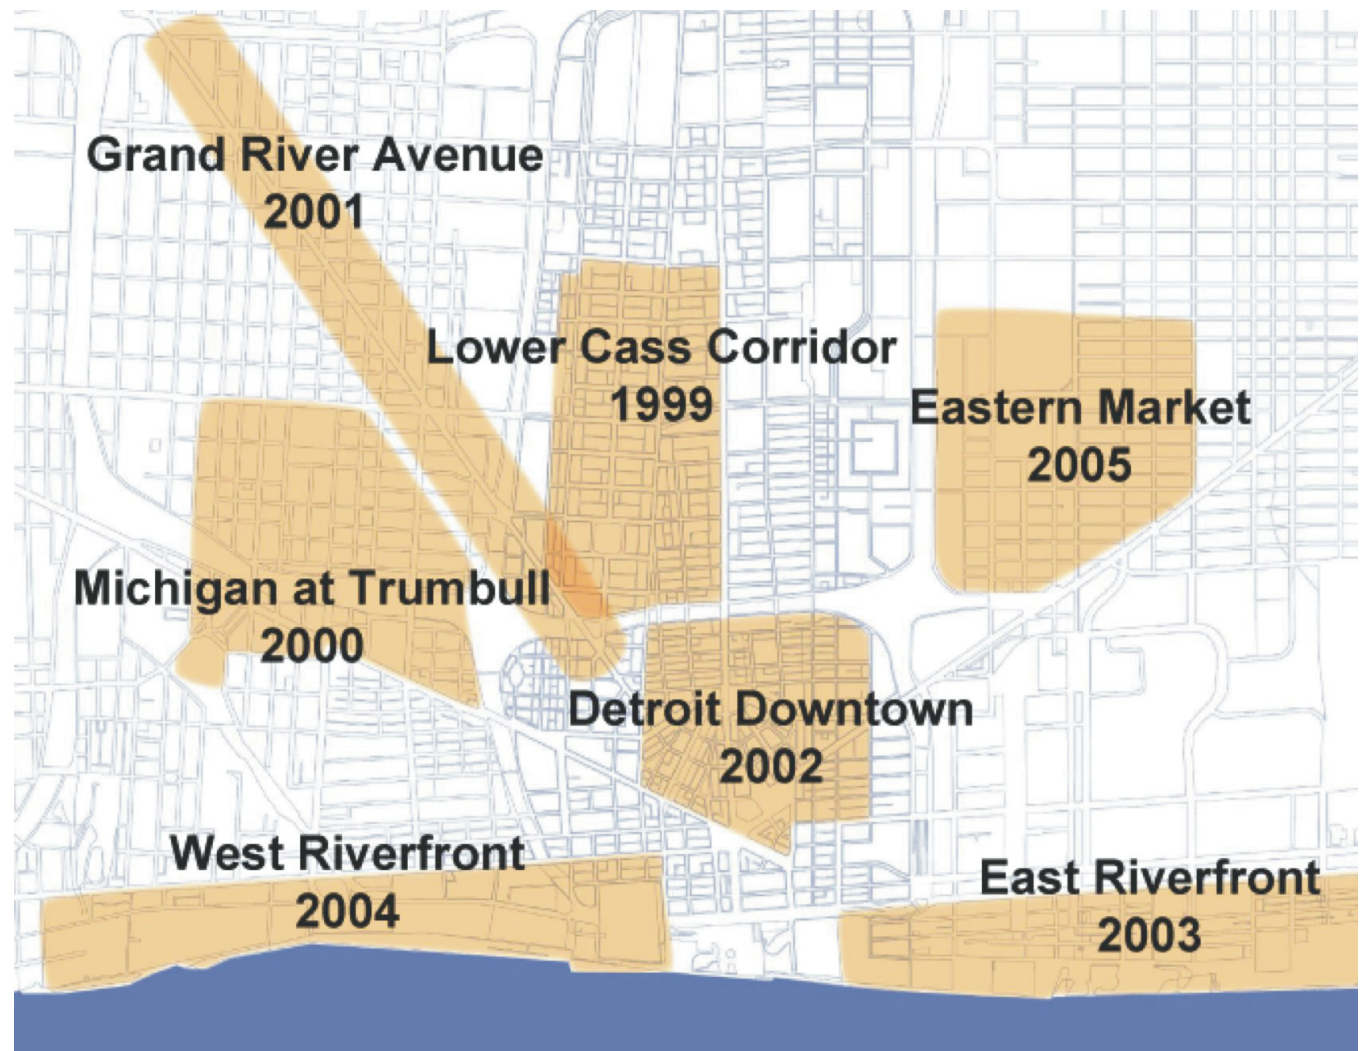 Grand River Avenue
2001
Lower Cass Corridor
1999
Eastern Market
2005
Michigan at Trumbull
2000
Detroit Downtown
2002
West Riverfront
2004
East Riverfront
2003